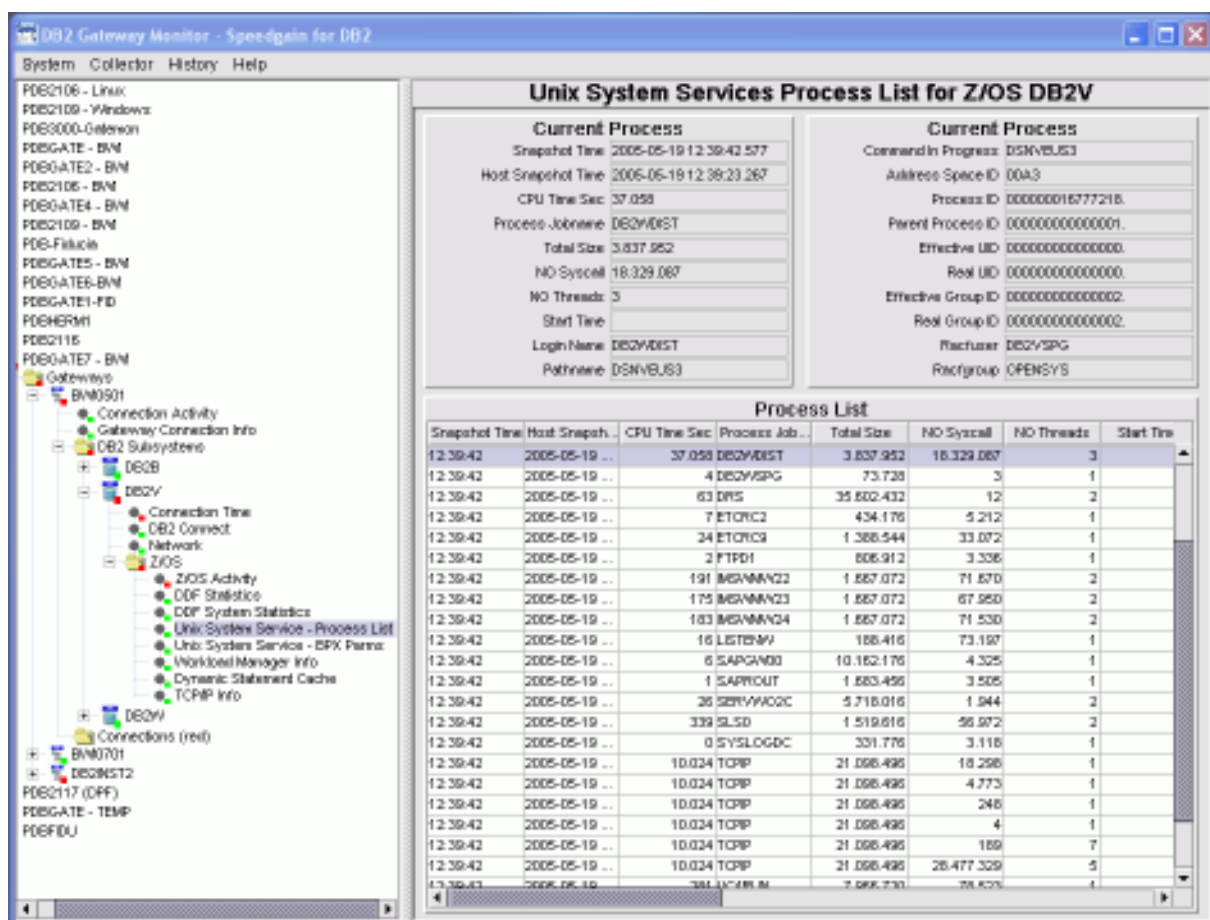 DB2 Gateway Monitor - Speedgain for DB2
System Collector History Help
PDB2106 - Linux
PDB2109 - Windows
PDB3000-Gatemon
PDBGATE - BVM
PDBGATE2 - BVM
PDB2106 - BVM
PDBGATE4 - BVM
PDB2109 - BVM
PDB-Fiducia
PDBGATE5 - BVM
PDBGATE6-BVM
PDBGATE1-FID
PDBHERM1
PDB2116
PDBGATE7 - BVM
Gateways
BVM0601
Connection Activity
Gateway Connection Info
DB2 Subsystems
DB2B
DB2V
Connection Time
DB2 Connect
Network
Z/OS
Z/OS Activity
DDF Statistics
DDF System Statistics
Unix System Service - Process List
Unix System Service - BPX Parms
Workload Manager Info
Dynamic Statement Cache
TCP/IP Info
DB2W
Connections (red)
BVM0701
DB2INST2
PDB2117 (DPF)
PDBGATE - TEMP
PDBFIDU
Unix System Services Process List for Z/OS DB2V
Current Process
Snapshot Time 2005-05-19 12:39:42.577
Host Snapshot Time 2005-05-19 12:39:23.267
CPU Time Sec 37.058
Process Jobname DB2WDIST
Total Size 3.837.952
NO Syscall 18.329.087
NO Threads 3
Start Time
Login Name DB2WDIST
Pathname DSNVEUS3
Current Process
Command In Progress DSNVEUS3
Address Space ID 00A3
Process ID 000000016777218.
Parent Process ID 000000000000001.
Effective UID 000000000000000.
Real UID 000000000000000.
Effective Group ID 000000000000002.
Real Group ID 000000000000002.
Racfuser DB2VSPG
Racfgroup OPENSYS
Process List
Snapshot Time Host Snapsh... CPU Time Sec Process Job... Total Size NO Syscall NO Threads Start Tim
12:39:42 2005-05-19 ... 37.058 DB2WDIST 3.837.952 18.329.087 3
12:39:42 2005-05-19 ... 4 DB2WSPG 73.728 3 1
12:39:42 2005-05-19 ... 63 35.602.432 12 2
12:39:42 2005-05-19 ... 7 ETCRC2 434.176 5.212 1
12:39:42 2005-05-19 ... 24 ETCRC9 1.388.544 33.072 1
12:39:42 2005-05-19 ... 2 FTPD1 806.912 3.336 1
12:39:42 2005-05-19 ... 191 1.667.072 71.670 2
12:39:42 2005-05-19 ... 175 1.667.072 67.950 2
12:39:42 2005-05-19 ... 183 1.667.072 71.530 2
12:39:42 2005-05-19 ... 16 188.416 73.197 1
12:39:42 2005-05-19 ... 6 SAPGW00 10.162.176 4.325 1
12:39:42 2005-05-19 ... 1 SAPROUT 1.683.456 3.505 1
12:39:42 2005-05-19 ... 26 5.718.016 1.944 2
12:39:42 2005-05-19 ... 339 SLSD 1.519.616 56.972 2
12:39:42 2005-05-19 ... 0 SYSLOGDC 331.776 3.118 1
12:39:42 2005-05-19 ... 10.024 TCPIP 21.098.496 18.298 1
12:39:42 2005-05-19 ... 10.024 TCPIP 21.098.496 4.773 1
12:39:42 2005-05-19 ... 10.024 TCPIP 21.098.496 248 1
12:39:42 2005-05-19 ... 10.024 TCPIP 21.098.496 4 1
12:39:42 2005-05-19 ... 10.024 TCPIP 21.098.496 189 7
12:39:42 2005-05-19 ... 10.024 TCPIP 21.098.496 28.477.329 5